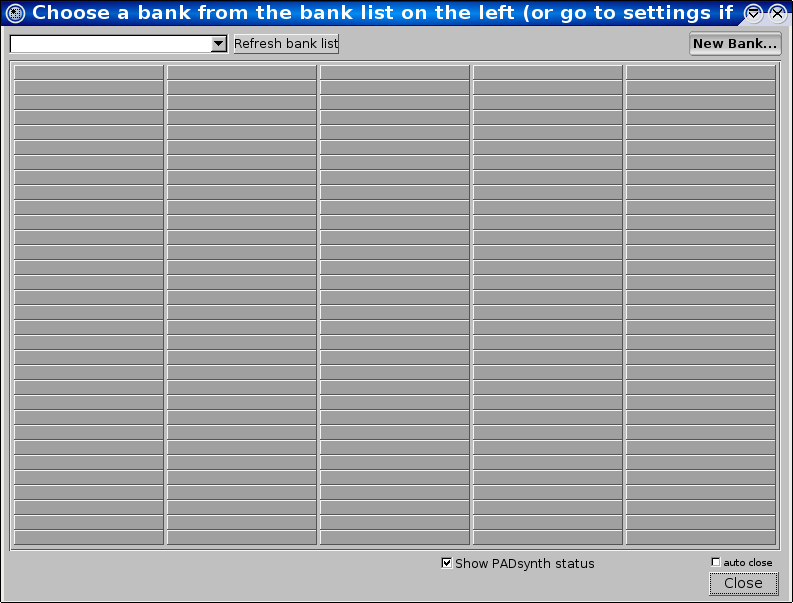 Choose a bank from the bank list on the left (or go to settings if
Refresh bank list
New Bank...
Show PADsynth status
auto close
Close